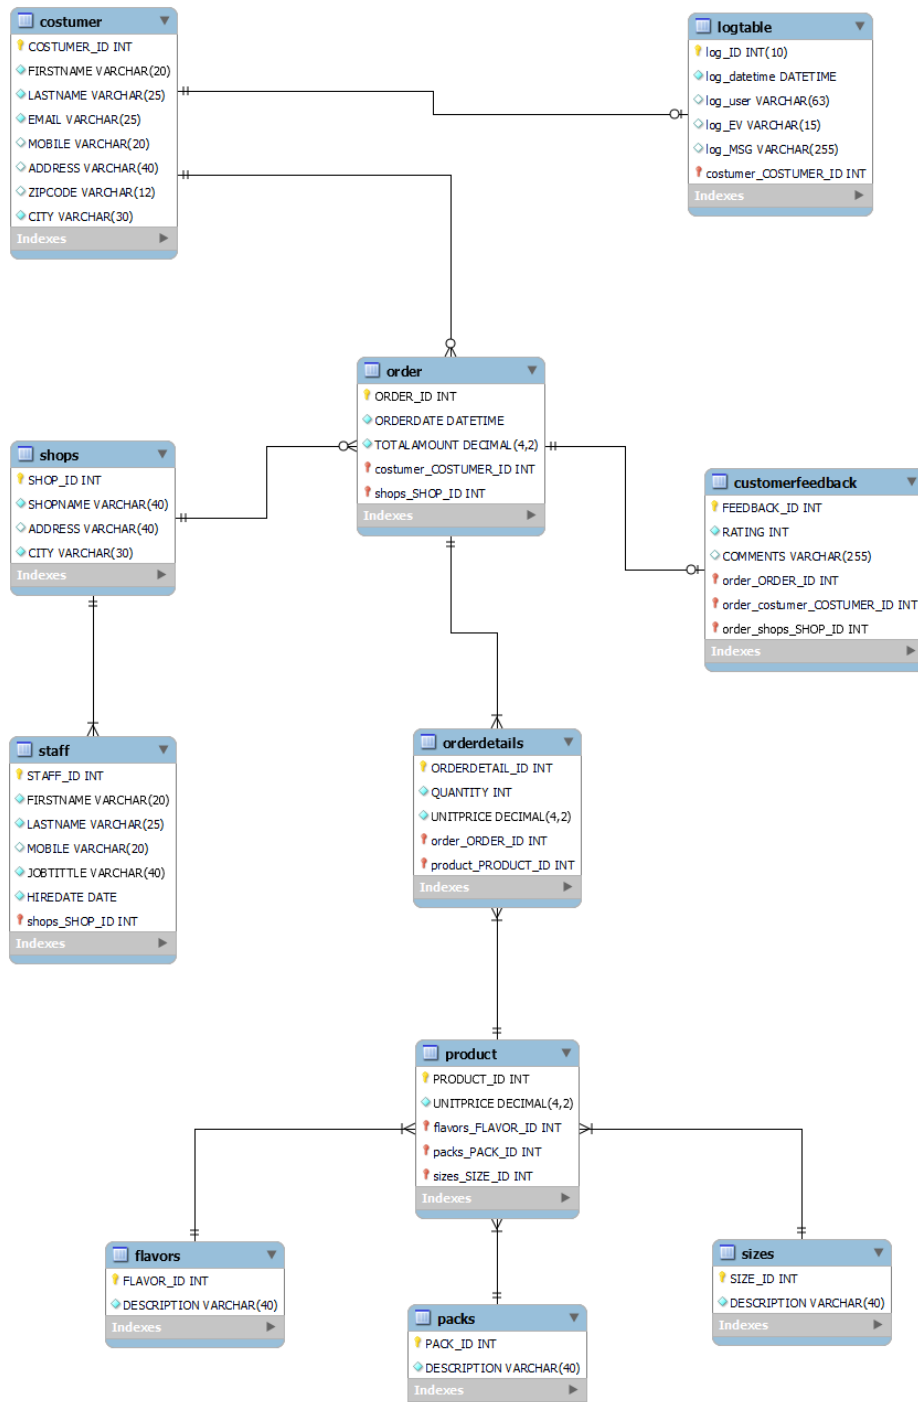 costumer
COSTUMER_ID INT
FIRSTNAME VARCHAR(20)
LASTNAME VARCHAR(25)
EMAIL VARCHAR(25)
MOBILE VARCHAR(20)
ADDRESS VARCHAR(40)
ZIPCODE VARCHAR(12)
CITY VARCHAR(30)
Indexes
logtable
log_ID INT(10)
log_datetime DATETIME
log_user VARCHAR(63)
log_EV VARCHAR(15)
log_MSG VARCHAR(255)
costumer_COSTUMER_ID INT
Indexes
order
ORDER_ID INT
ORDERDATE DATETIME
TOTALAMOUNT DECIMAL(4,2)
costumer_COSTUMER_ID INT
shops_SHOP_ID INT
Indexes
shops
SHOP_ID INT
SHOPNAME VARCHAR(40)
ADDRESS VARCHAR(40)
CITY VARCHAR(30)
Indexes
customerfeedback
FEEDBACK_ID INT
RATING INT
COMMENTS VARCHAR(255)
order_ORDER_ID INT
order_costumer_COSTUMER_ID INT
order_shops_SHOP_ID INT
Indexes
staff
STAFF_ID INT
FIRSTNAME VARCHAR(20)
LASTNAME VARCHAR(25)
MOBILE VARCHAR(20)
JOBTITTLE VARCHAR(40)
HIREDATE DATE
shops_SHOP_ID INT
Indexes
orderdetails
ORDERDETAIL_ID INT
QUANTITY INT
UNITPRICE DECIMAL(4,2)
order_ORDER_ID INT
product_PRODUCT_ID INT
Indexes
product
PRODUCT_ID INT
UNITPRICE DECIMAL(4,2)
flavors_FLAVOR_ID INT
packs_PACK_ID INT
sizes_SIZE_ID INT
Indexes
flavors
FLAVOR_ID INT
DESCRIPTION VARCHAR(40)
Indexes
packs
PACK_ID INT
DESCRIPTION VARCHAR(40)
Indexes
sizes
SIZE_ID INT
DESCRIPTION VARCHAR(40)
Indexes